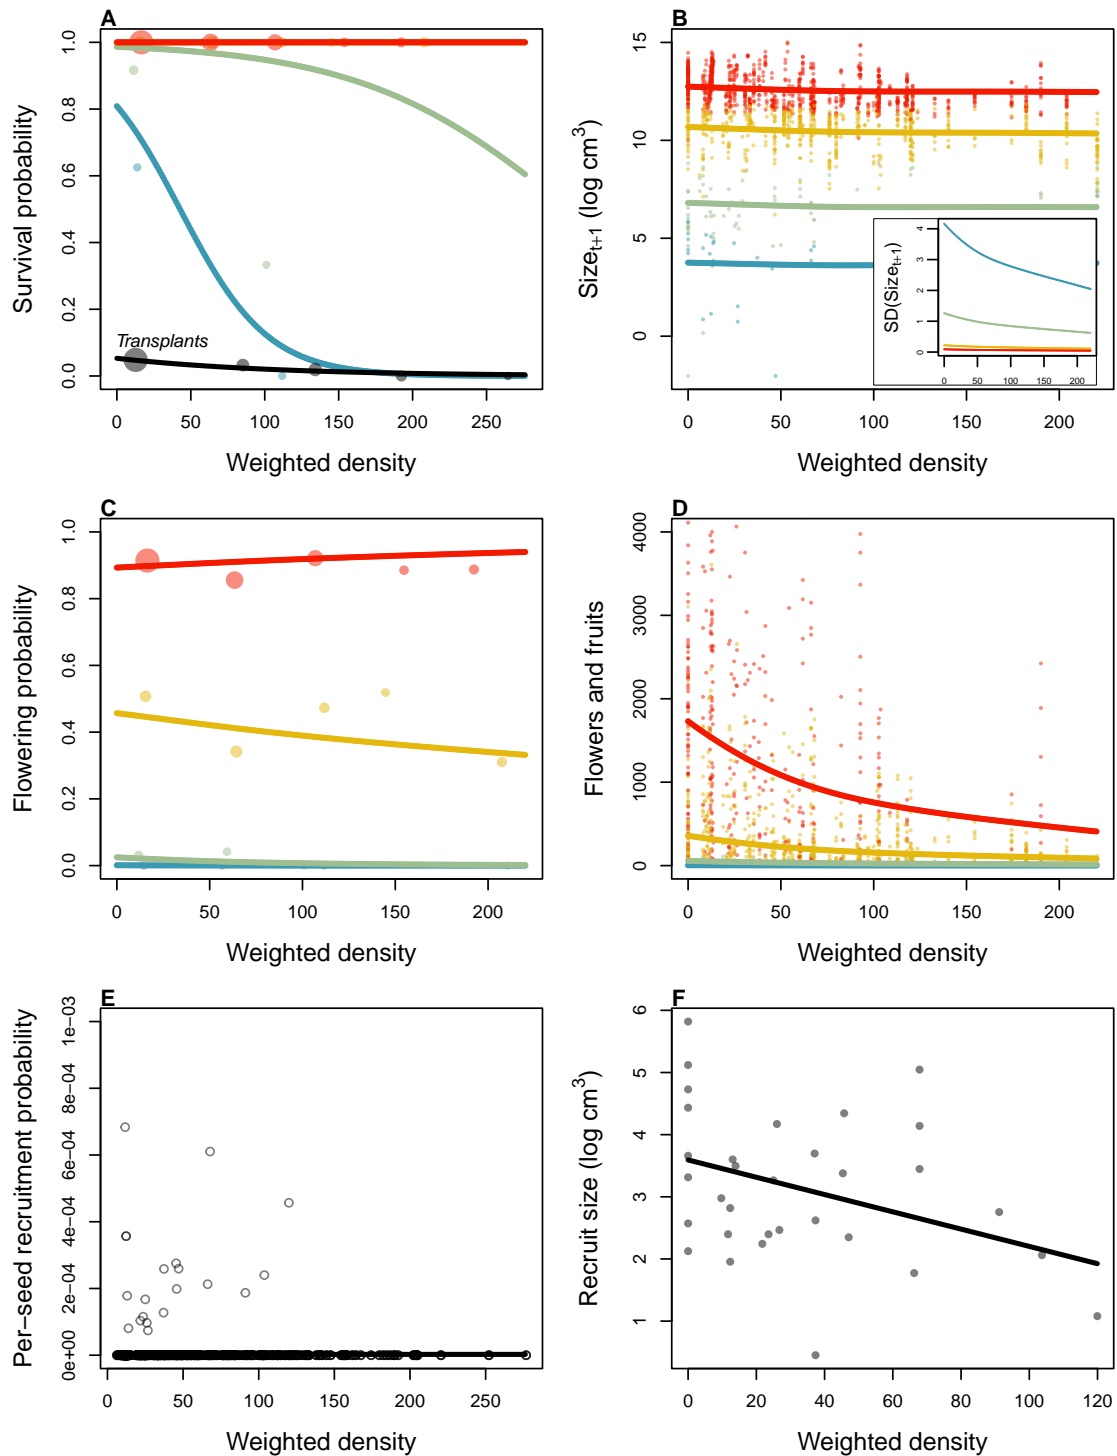 A
Survival probability
1.0
0.8
0.6
0.4
0.2
0.0
Transplants
0 50 100 150 200 250
Weighted density
B
Size_{t+1} (log cm^3)
15
10
5
0
0 50 100 150 200
Weighted density
SD(Size_{t+1})
4
3
2
1
0
0 50 100 150 200
C
Flowering probability
1.0
0.8
0.6
0.4
0.2
0.0
0 50 100 150 200
Weighted density
D
Flowers and fruits
4000
3000
2000
1000
0
0 50 100 150 200
Weighted density
E
Per−seed recruitment probability
1e−03
8e−04
6e−04
4e−04
2e−04
0e+00
0 50 100 150 200 250
Weighted density
F
Recruit size (log cm^3)
6
5
4
3
2
1
0 20 40 60 80 100 120
Weighted density